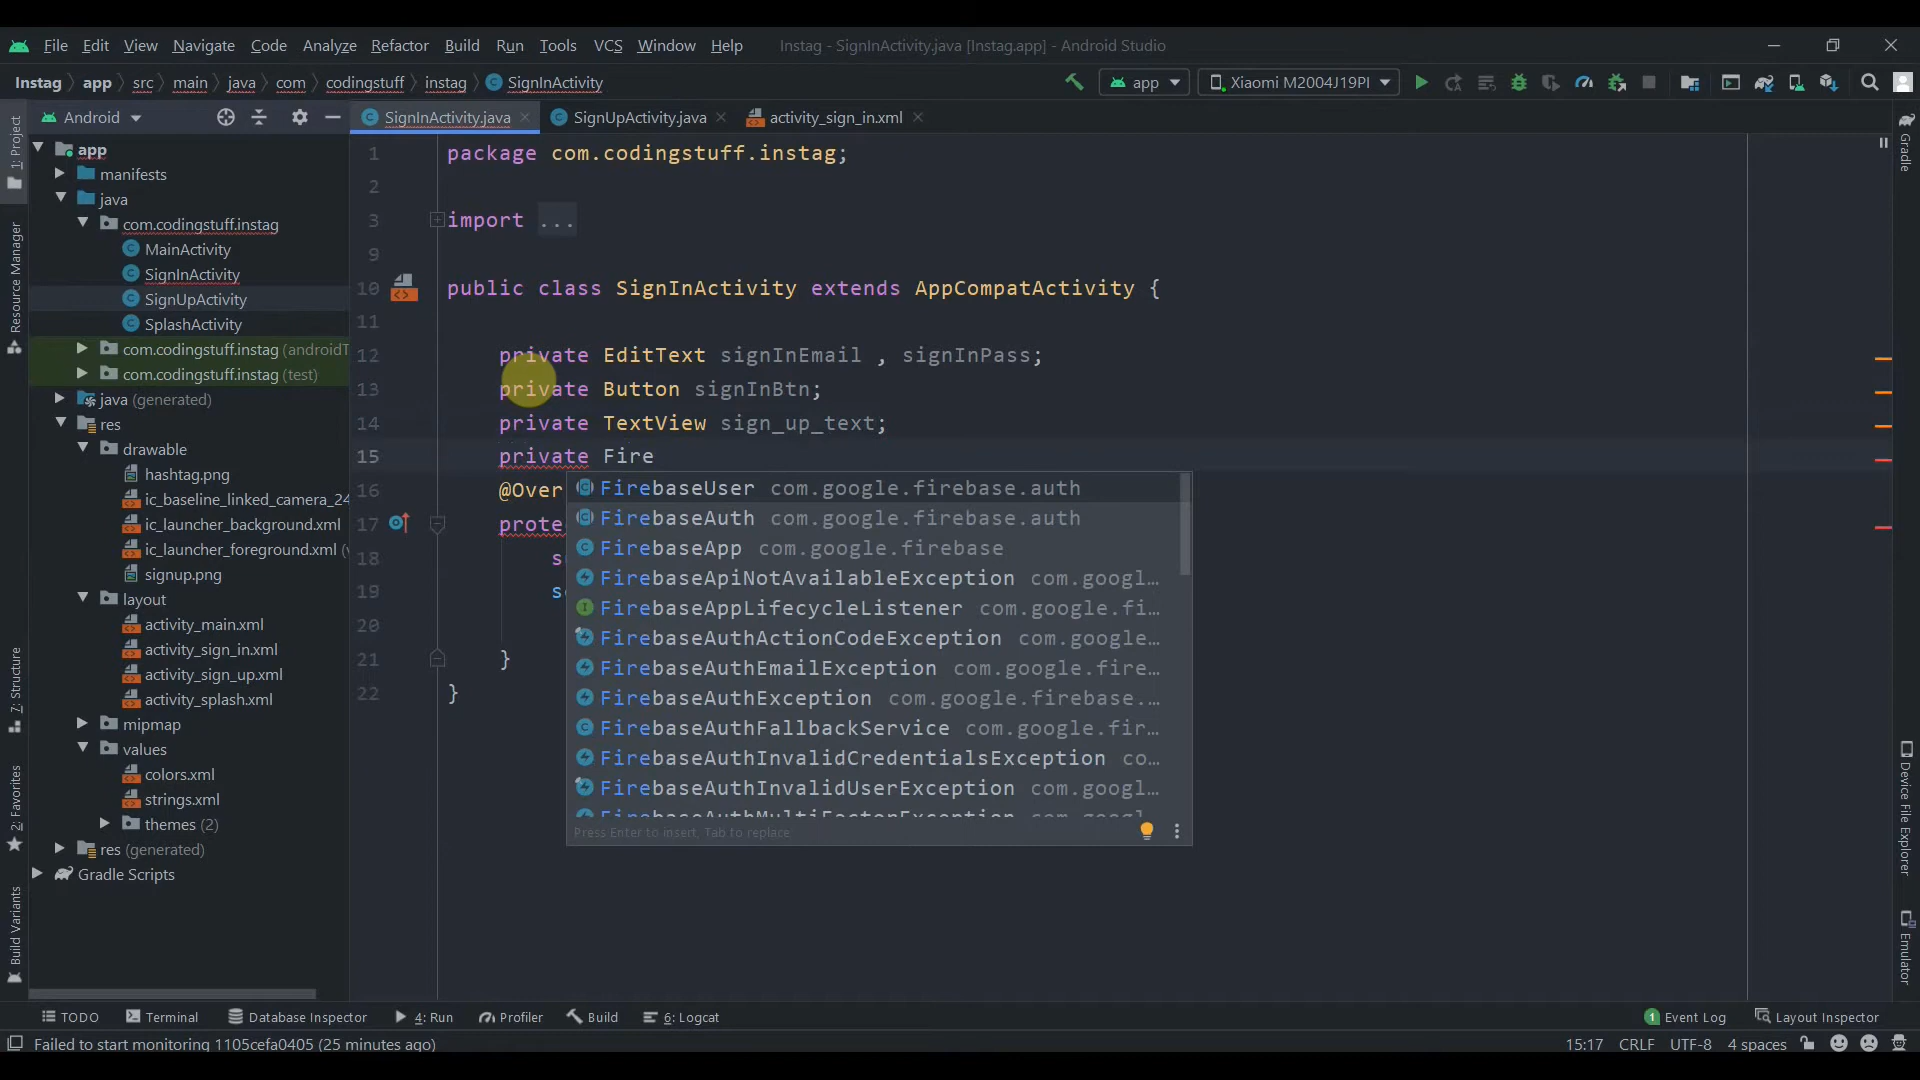 File Edit View Navigate Code Analyze Refactor Build Run Tools VCS Window Help Instag - SignInActivity.java [Instag.app] - Android Studio
Instag app src main java com codingstuff instag SignInActivity app Xiaomi M2004J19PI
Android SignInActivity.java SignUpActivity.java activity_sign_in.xml
1: Project
Resource Manager
7: Structure
2: Favorites
Build Variants
app
manifests
java
com.codingstuff.instag
MainActivity
SignInActivity
SignUpActivity
SplashActivity
com.codingstuff.instag (androidT
com.codingstuff.instag (test)
java (generated)
res
drawable
hashtag.png
ic_baseline_linked_camera_24
ic_launcher_background.xml
ic_launcher_foreground.xml (
signup.png
layout
activity_main.xml
activity_sign_in.xml
activity_sign_up.xml
activity_splash.xml
mipmap
values
colors.xml
strings.xml
themes (2)
res (generated)
Gradle Scripts
1 package com.codingstuff.instag;
2
3 import ...
9
10 public class SignInActivity extends AppCompatActivity {
11
12 private EditText signInEmail , signInPass;
13 private Button signInBtn;
14 private TextView sign_up_text;
15 private Fire
16 @Over
17 prote
18 s
19 se
20
21 }
22 }
FirebaseUser com.google.firebase.auth
FirebaseAuth com.google.firebase.auth
FirebaseApp com.google.firebase
FirebaseApiNotAvailableException com.googl…
FirebaseAppLifecycleListener com.google.fi…
FirebaseAuthActionCodeException com.google…
FirebaseAuthEmailException com.google.fire…
FirebaseAuthException com.google.firebase.…
FirebaseAuthFallbackService com.google.fir…
FirebaseAuthInvalidCredentialsException co…
FirebaseAuthInvalidUserException com.googl…
FirebaseAuthMultiFactorException com.googl…
Press Enter to insert, Tab to replace
Gradle
Device File Explorer
Emulator
TODO Terminal Database Inspector 4: Run Profiler Build 6: Logcat 1 Event Log Layout Inspector
Failed to start monitoring 1105cefa0405 (25 minutes ago) 15:17 CRLF UTF-8 4 spaces